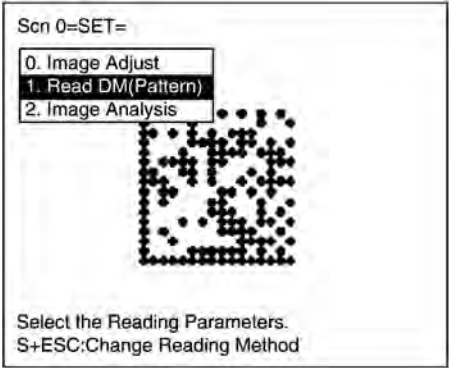 Scn 0=SET=
0. Image Adjust
1. Read DM(Pattern)
2. Image Analysis
Select the Reading Parameters.
S+ESC:Change Reading Method